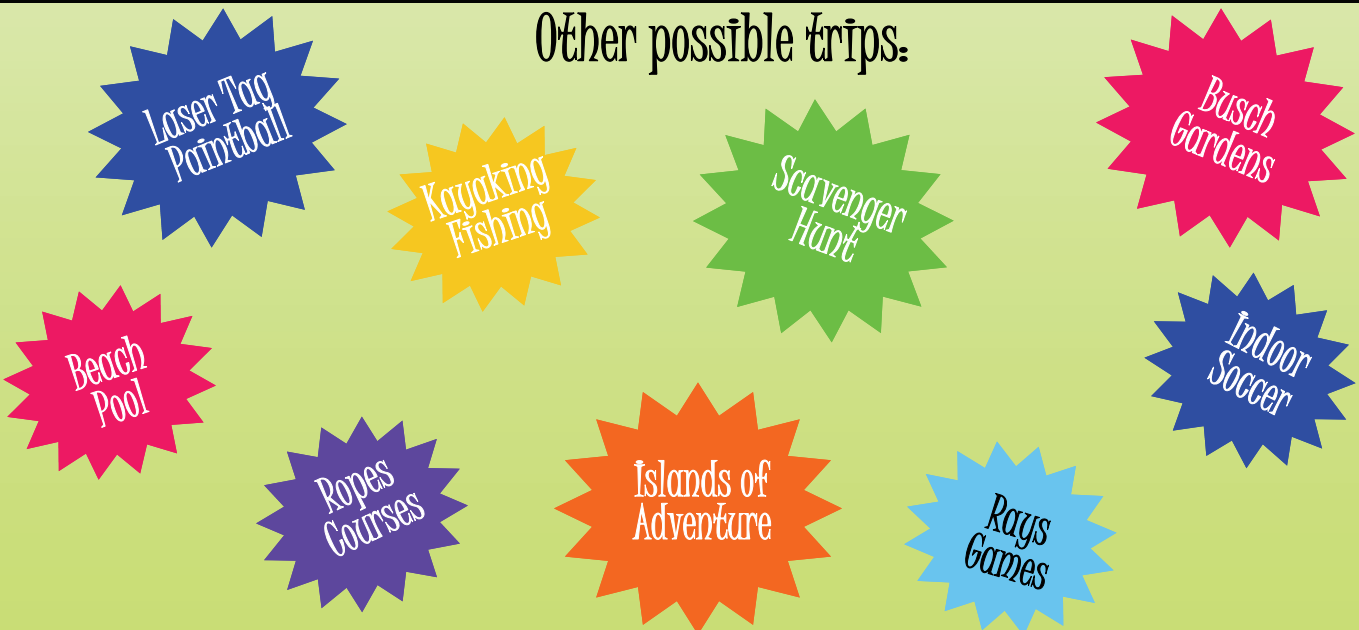 Other possible trips:
Laser Tag
Paintball
Kayaking
Fishing
Scavenger
Hunt
Busch
Gardens
Beach
Pool
Ropes
Courses
Islands of
Adventure
Rays
Games
Indoor
Soccer